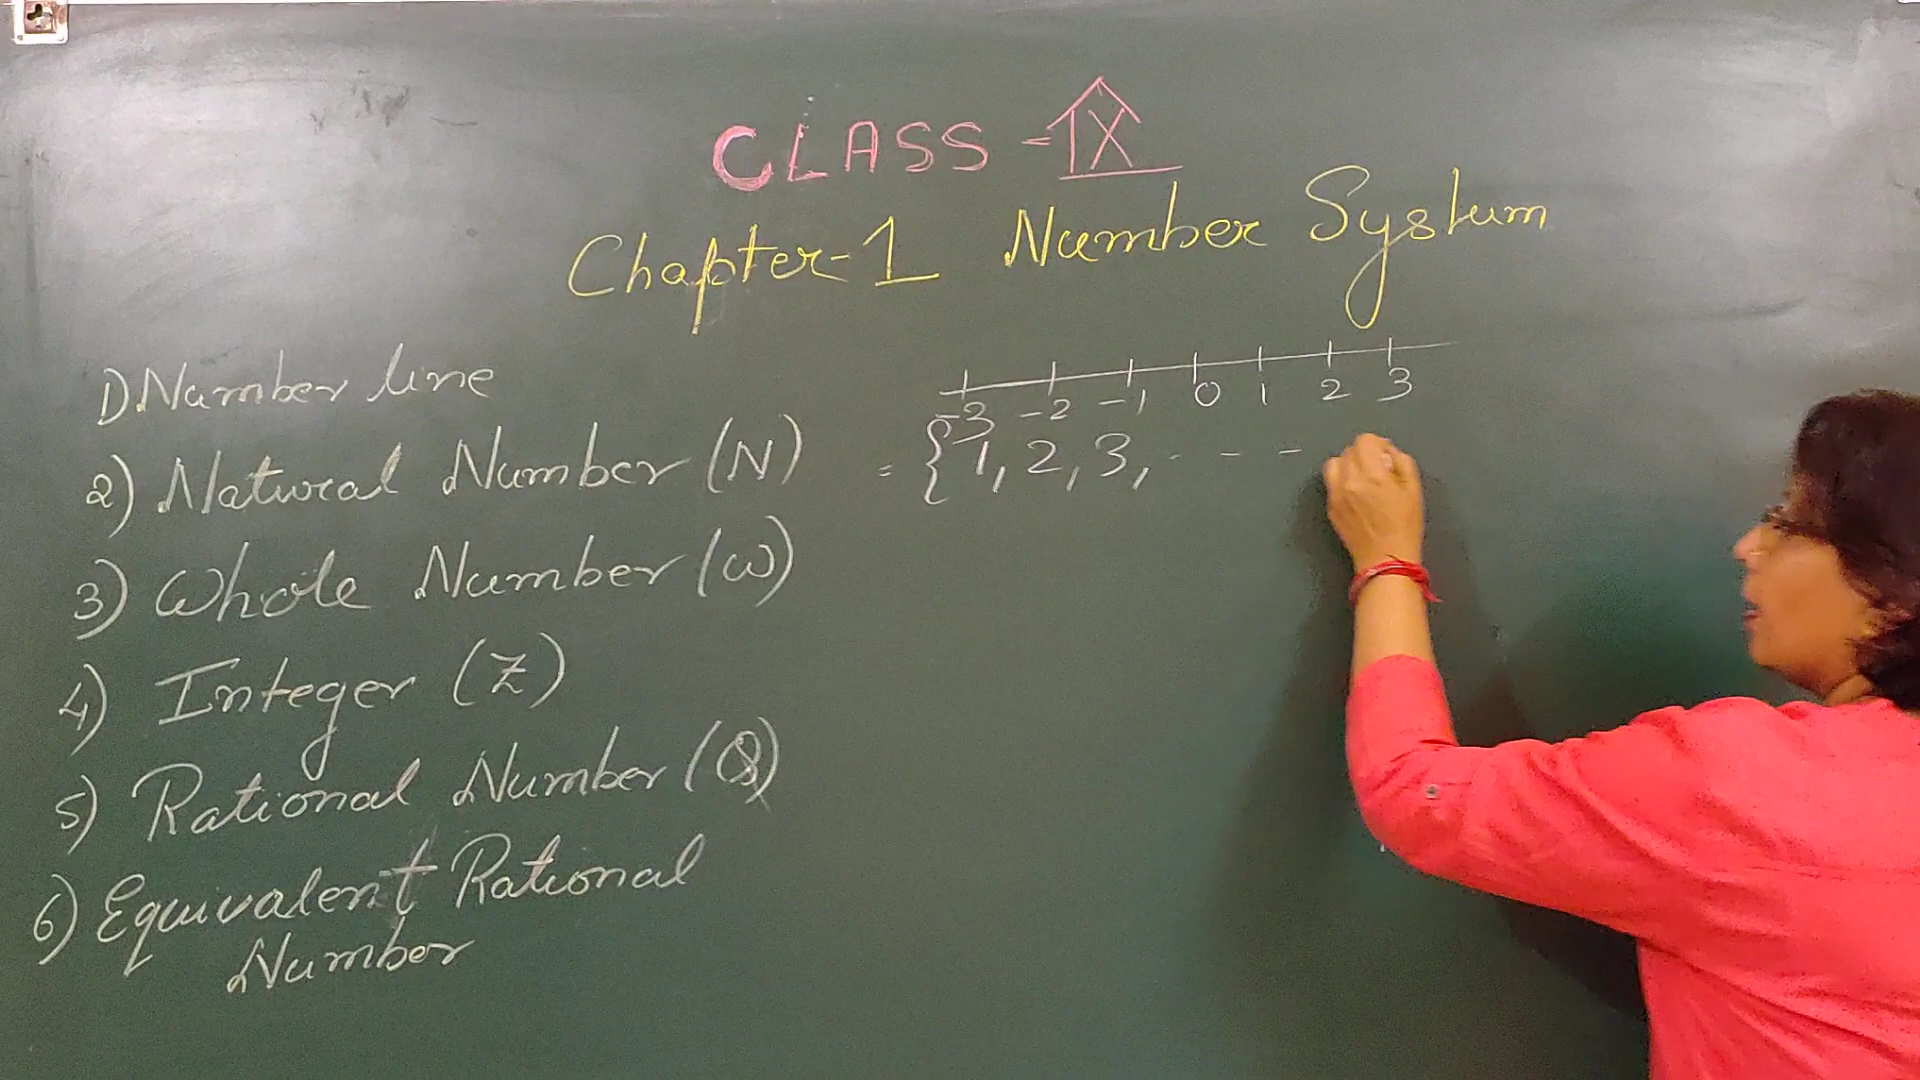 CLASS - IX
Chapter-1 Number System
1) Number line
-3 -2 -1 0 1 2 3
2) Natural Number (N) = {1, 2, 3, - - -
3) Whole Number (W)
4) Integer (Z)
5) Rational Number (Q)
6) Equivalent Rational
Number